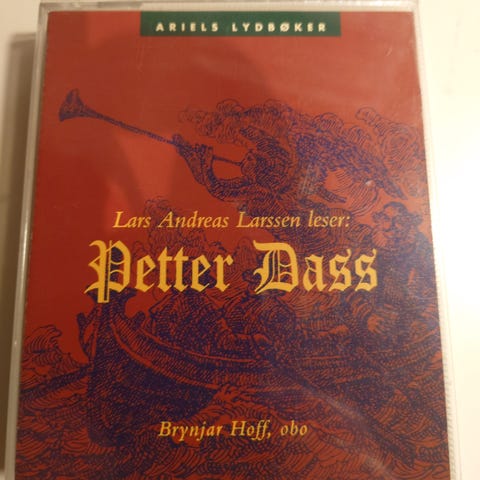 ARIELS LYDBØKER
Lars Andreas Larssen leser:
Petter Dass
Brynjar Hoff, obo